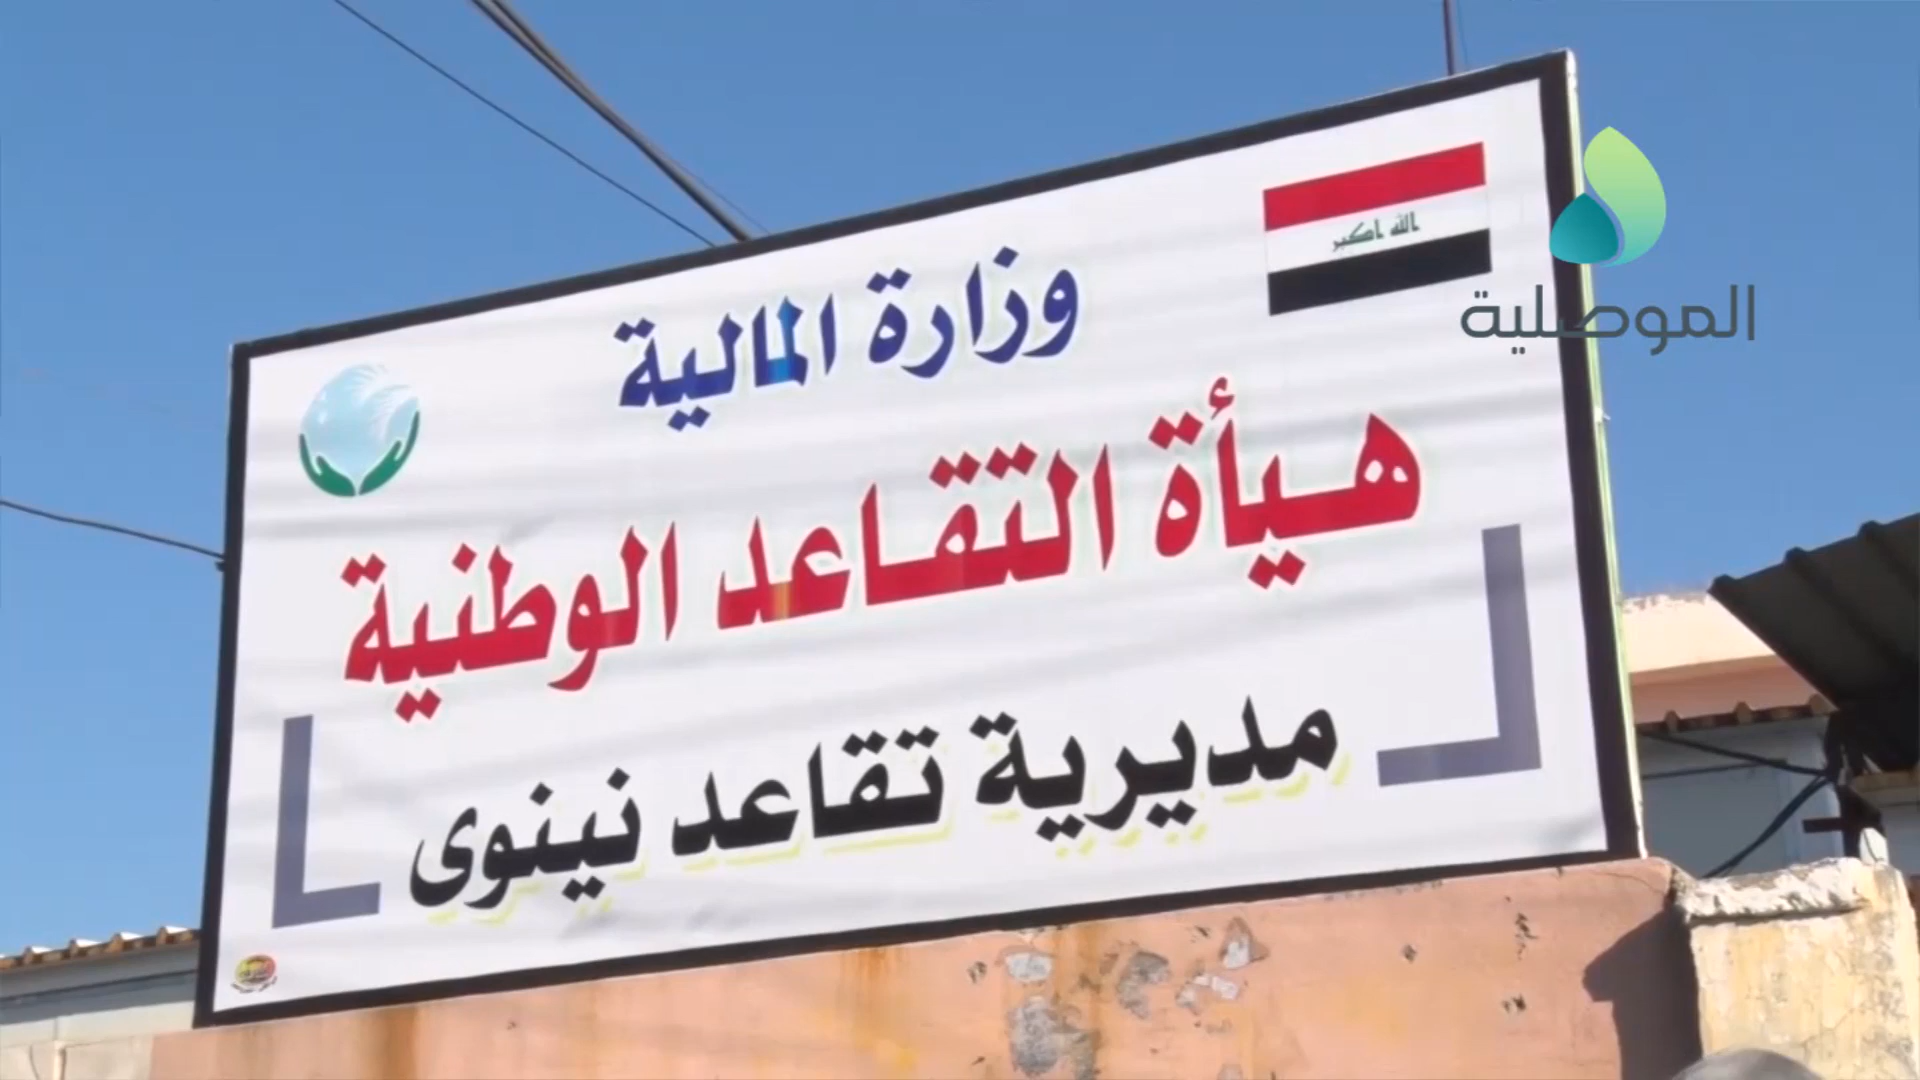 الله اكبر
الموصلية
وزارة المالية
هيأة التقاعد الوطنية
مديرية تقاعد نينوى